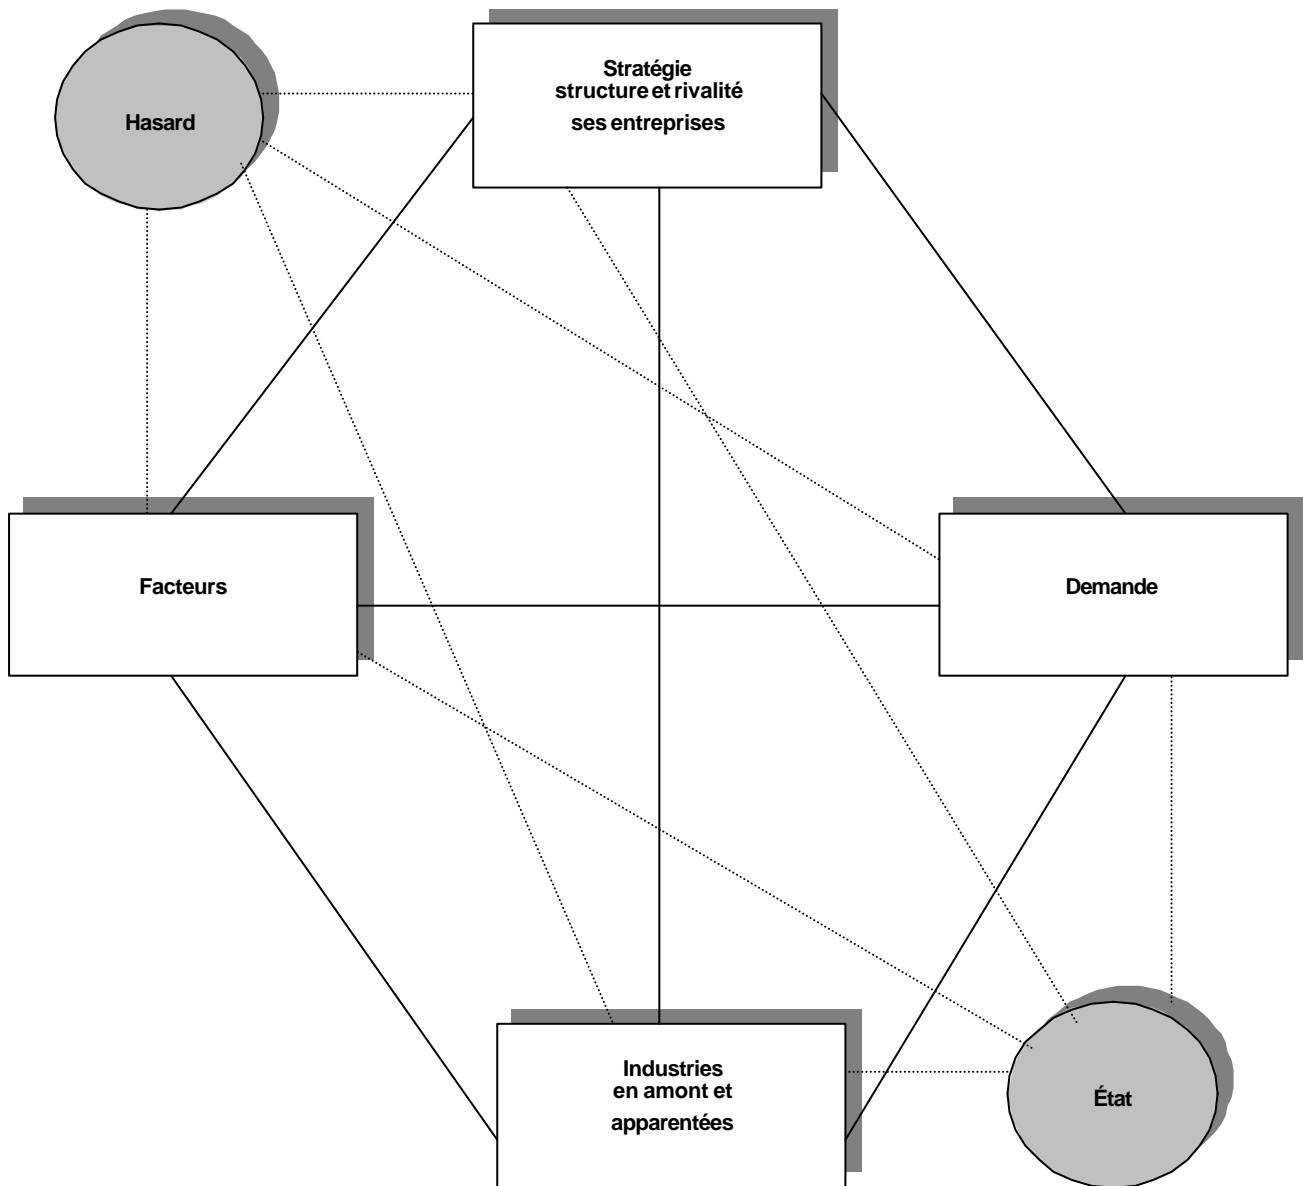 Stratégie
structure et rivalité
ses entreprises
Hasard
Facteurs
Demande
Industries
en amont et
apparentées
État